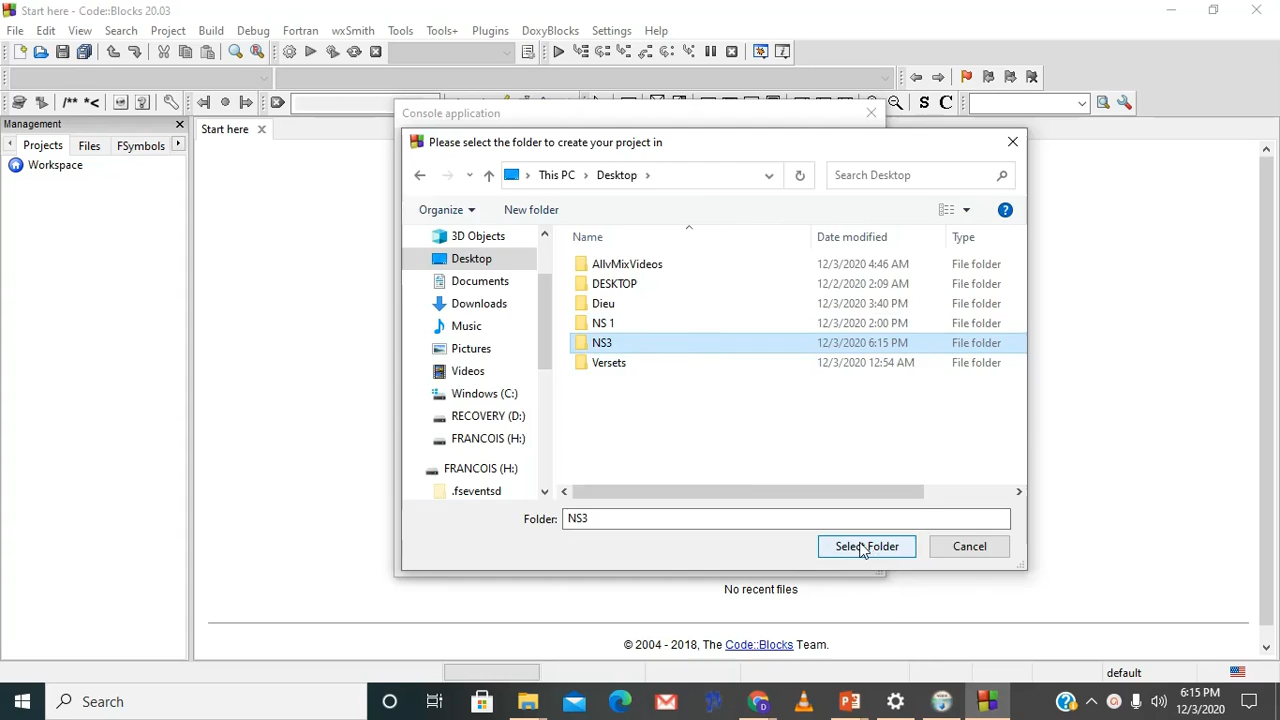 Start here - Code::Blocks 20.03
File Edit View Search Project Build Debug Fortran wxSmith Tools Tools+ Plugins DoxyBlocks Settings Help
/** *< S C
Management
Start here
Projects Files FSymbols
Workspace
Console application
Please select the folder to create your project in
This PC Desktop
Search Desktop
Organize New folder
Name Date modified Type
3D Objects
Desktop
Documents
Downloads
Music
Pictures
Videos
Windows (C:)
RECOVERY (D:)
FRANCOIS (H:)
FRANCOIS (H:)
.fseventsd
AllvMixVideos 12/3/2020 4:46 AM File folder
DESKTOP 12/2/2020 2:09 AM File folder
Dieu 12/3/2020 3:40 PM File folder
NS 1 12/3/2020 2:00 PM File folder
NS3 12/3/2020 6:15 PM File folder
Versets 12/3/2020 12:54 AM File folder
Folder: NS3
Select Folder Cancel
No recent files
© 2004 - 2018, The Code::Blocks Team.
default
Search
6:15 PM
12/3/2020